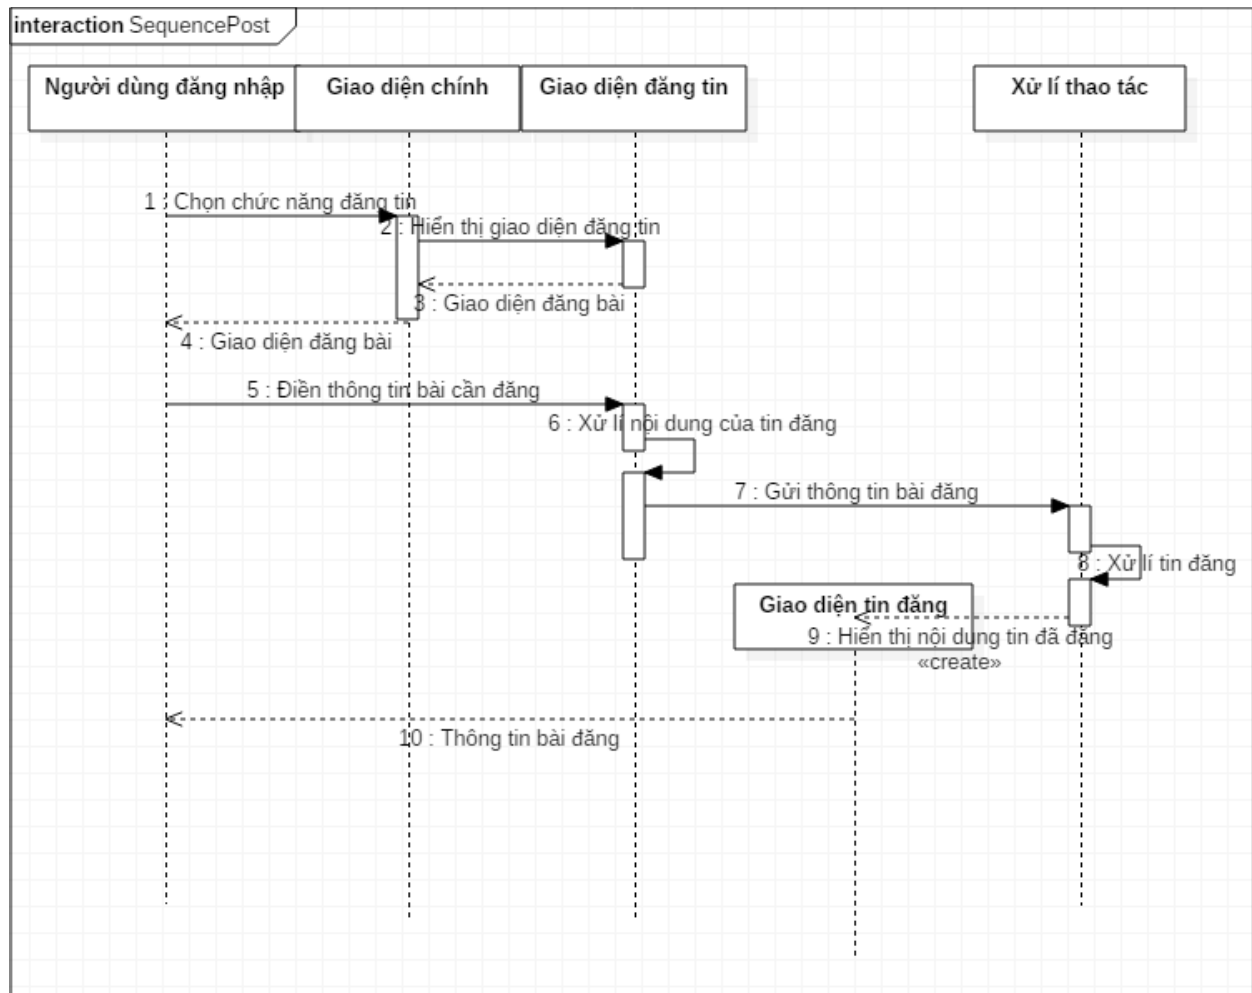 interaction SequencePost
Người dùng đăng nhập
Giao diện chính
Giao diện đăng tin
Xử lí thao tác
1 : Chọn chức năng đăng tin
2 : Hiển thị giao diện đăng tin
3 : Giao diện đăng bài
4 : Giao diện đăng bài
5 : Điền thông tin bài cần đăng
6 : Xử lí nội dung của tin đăng
7 : Gửi thông tin bài đăng
8 : Xử lí tin đăng
Giao diện tin đăng
9 : Hiển thị nội dung tin đã đăng
«create»
10 : Thông tin bài đăng